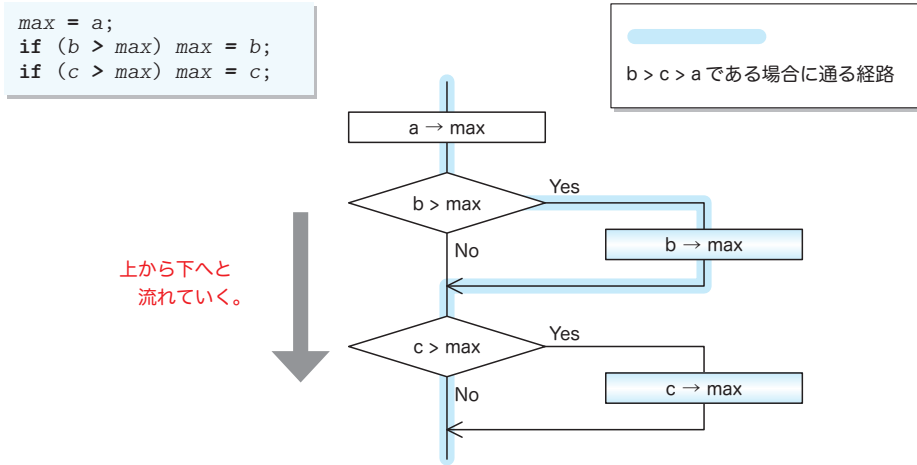 max = a;
if (b > max) max = b;
if (c > max) max = c;
b > c > a である場合に通る経路
a → max
b > max
Yes
No
b → max
上から下へと
流れていく。
c > max
Yes
No
c → max